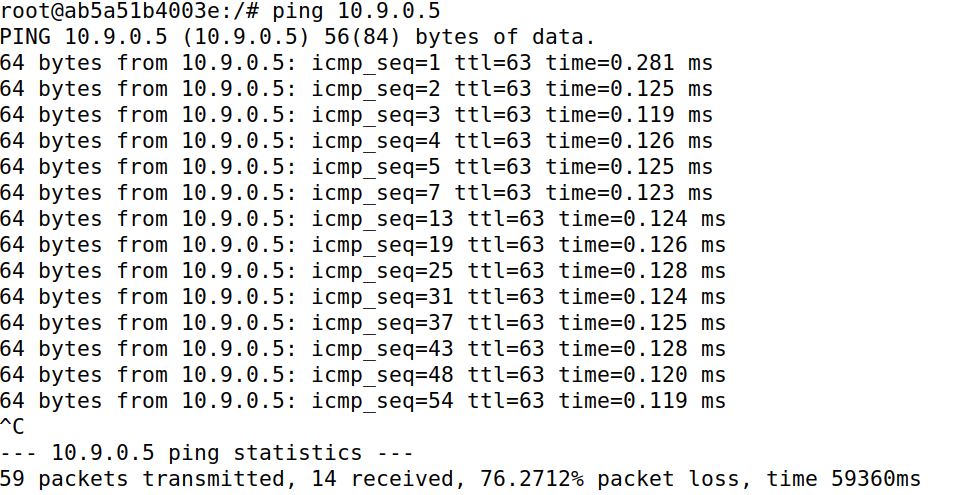 root@ab5a51b4003e:/# ping 10.9.0.5
PING 10.9.0.5 (10.9.0.5) 56(84) bytes of data.
64 bytes from 10.9.0.5: icmp_seq=1 ttl=63 time=0.281 ms
64 bytes from 10.9.0.5: icmp_seq=2 ttl=63 time=0.125 ms
64 bytes from 10.9.0.5: icmp_seq=3 ttl=63 time=0.119 ms
64 bytes from 10.9.0.5: icmp_seq=4 ttl=63 time=0.126 ms
64 bytes from 10.9.0.5: icmp_seq=5 ttl=63 time=0.125 ms
64 bytes from 10.9.0.5: icmp_seq=7 ttl=63 time=0.123 ms
64 bytes from 10.9.0.5: icmp_seq=13 ttl=63 time=0.124 ms
64 bytes from 10.9.0.5: icmp_seq=19 ttl=63 time=0.126 ms
64 bytes from 10.9.0.5: icmp_seq=25 ttl=63 time=0.128 ms
64 bytes from 10.9.0.5: icmp_seq=31 ttl=63 time=0.124 ms
64 bytes from 10.9.0.5: icmp_seq=37 ttl=63 time=0.125 ms
64 bytes from 10.9.0.5: icmp_seq=43 ttl=63 time=0.128 ms
64 bytes from 10.9.0.5: icmp_seq=48 ttl=63 time=0.120 ms
64 bytes from 10.9.0.5: icmp_seq=54 ttl=63 time=0.119 ms
^C
--- 10.9.0.5 ping statistics ---
59 packets transmitted, 14 received, 76.2712% packet loss, time 59360ms